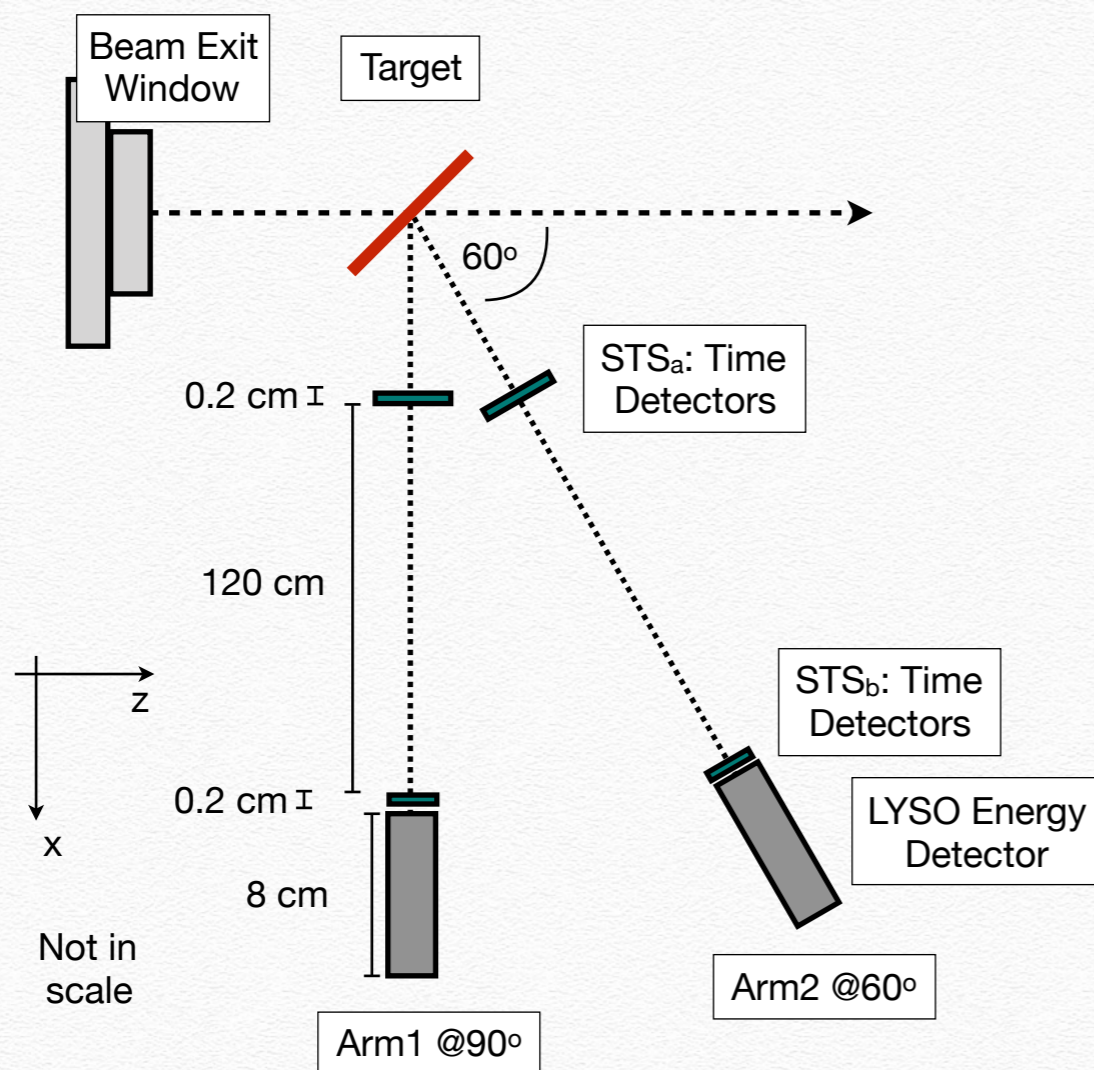 Beam Exit
Window
Target
60°
STSₐ: Time
Detectors
0.2 cm
120 cm
z
x
STS_b: Time
Detectors
0.2 cm
LYSO Energy
Detector
8 cm
Not in
scale
Arm2 @60°
Arm1 @90°